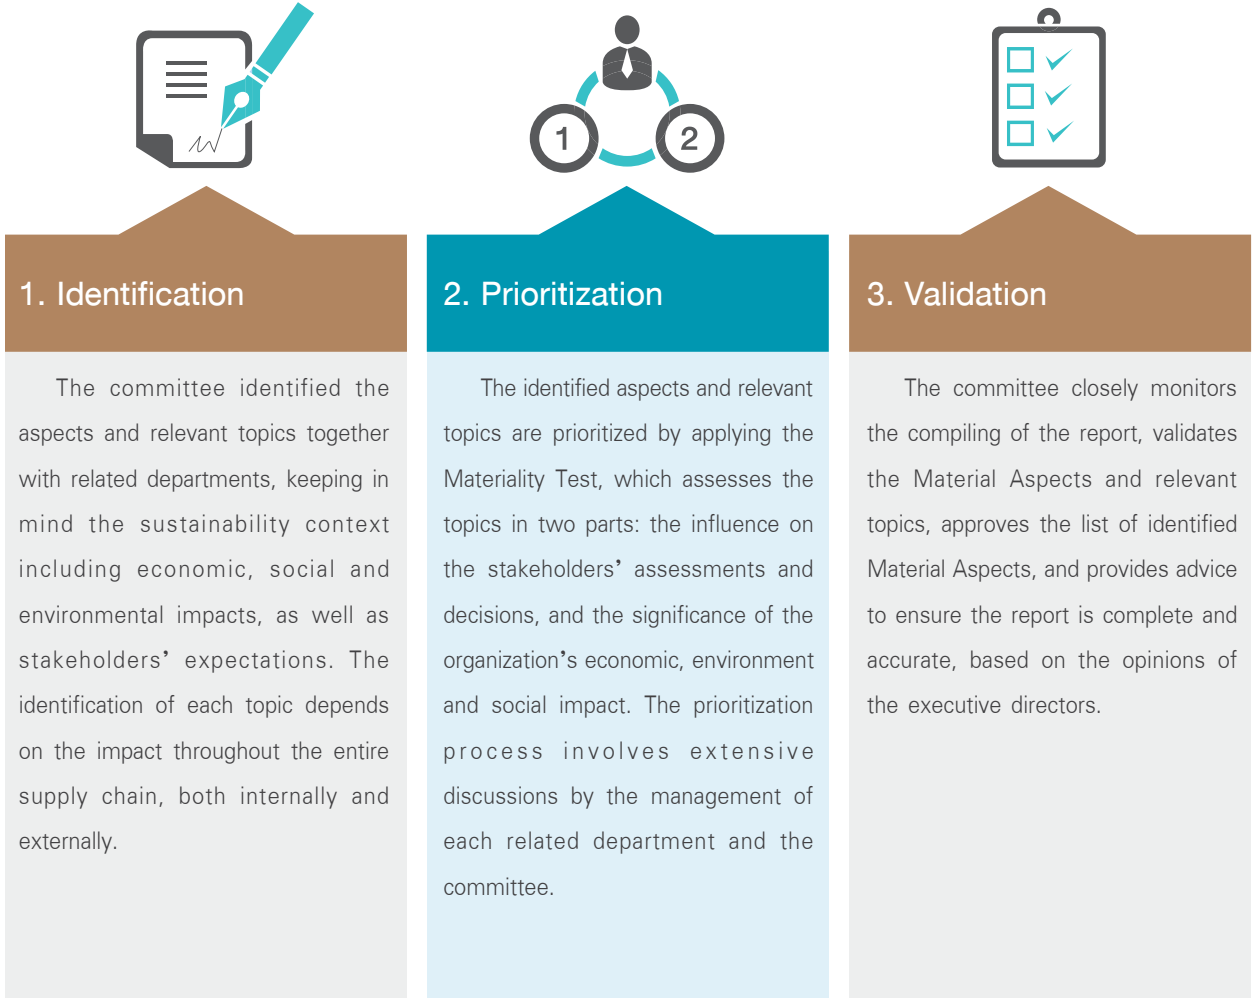 1
2
1. Identification
The committee identified the
aspects and relevant topics together
with related departments, keeping in
mind the sustainability context
including economic, social and
environmental impacts, as well as
stakeholders’ expectations. The
identification of each topic depends
on the impact throughout the entire
supply chain, both internally and
externally.
2. Prioritization
The identified aspects and relevant
topics are prioritized by applying the
Materiality Test, which assesses the
topics in two parts: the influence on
the stakeholders’ assessments and
decisions, and the significance of the
organization’s economic, environment
and social impact. The prioritization
process involves extensive
discussions by the management of
each related department and the
committee.
3. Validation
The committee closely monitors
the compiling of the report, validates
the Material Aspects and relevant
topics, approves the list of identified
Material Aspects, and provides advice
to ensure the report is complete and
accurate, based on the opinions of
the executive directors.